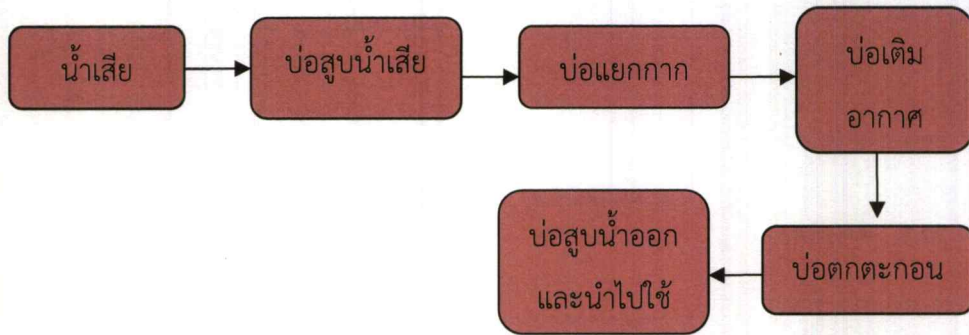 น้ำเสีย
บ่อสูบน้ำเสีย
บ่อแยกกาก
บ่อเติม
อากาศ
บ่อตกตะกอน
บ่อสูบน้ำออก
และนำไปใช้